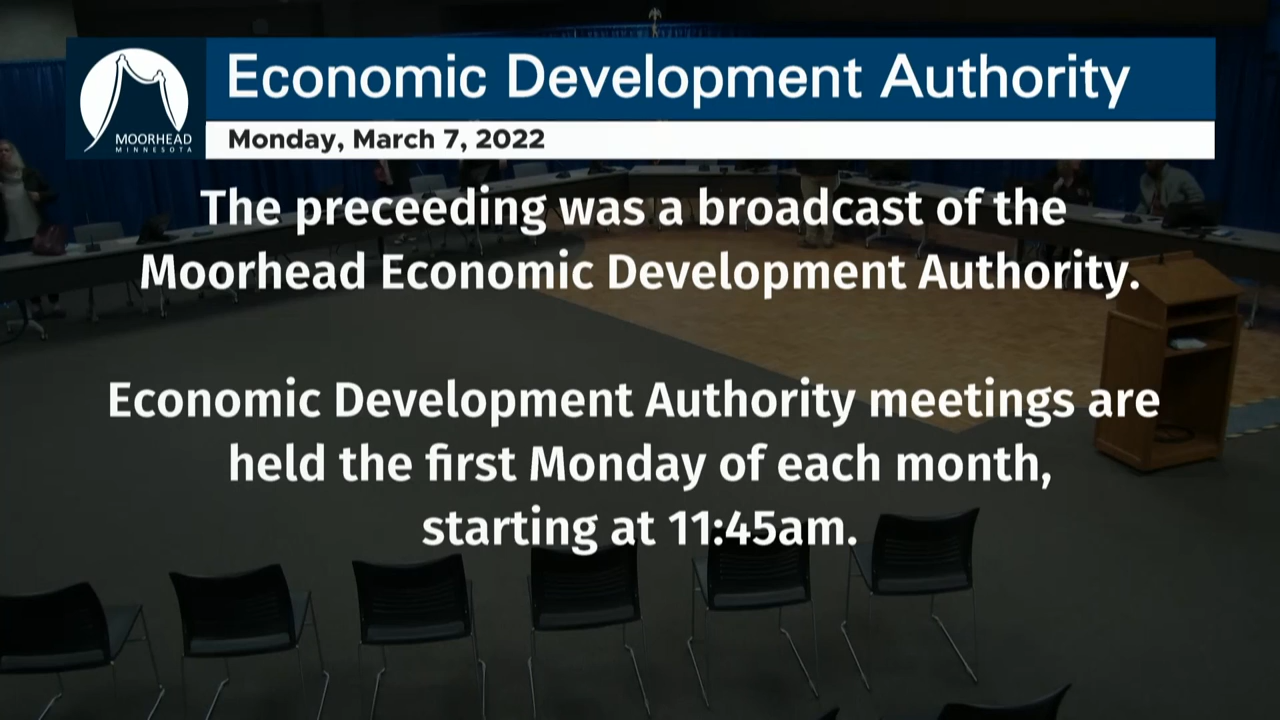 Economic Development Authority
MOORHEAD
MINNESOTA
Monday, March 7, 2022
The preceeding was a broadcast of the
Moorhead Economic Development Authority.
Economic Development Authority meetings are
held the first Monday of each month,
starting at 11:45am.